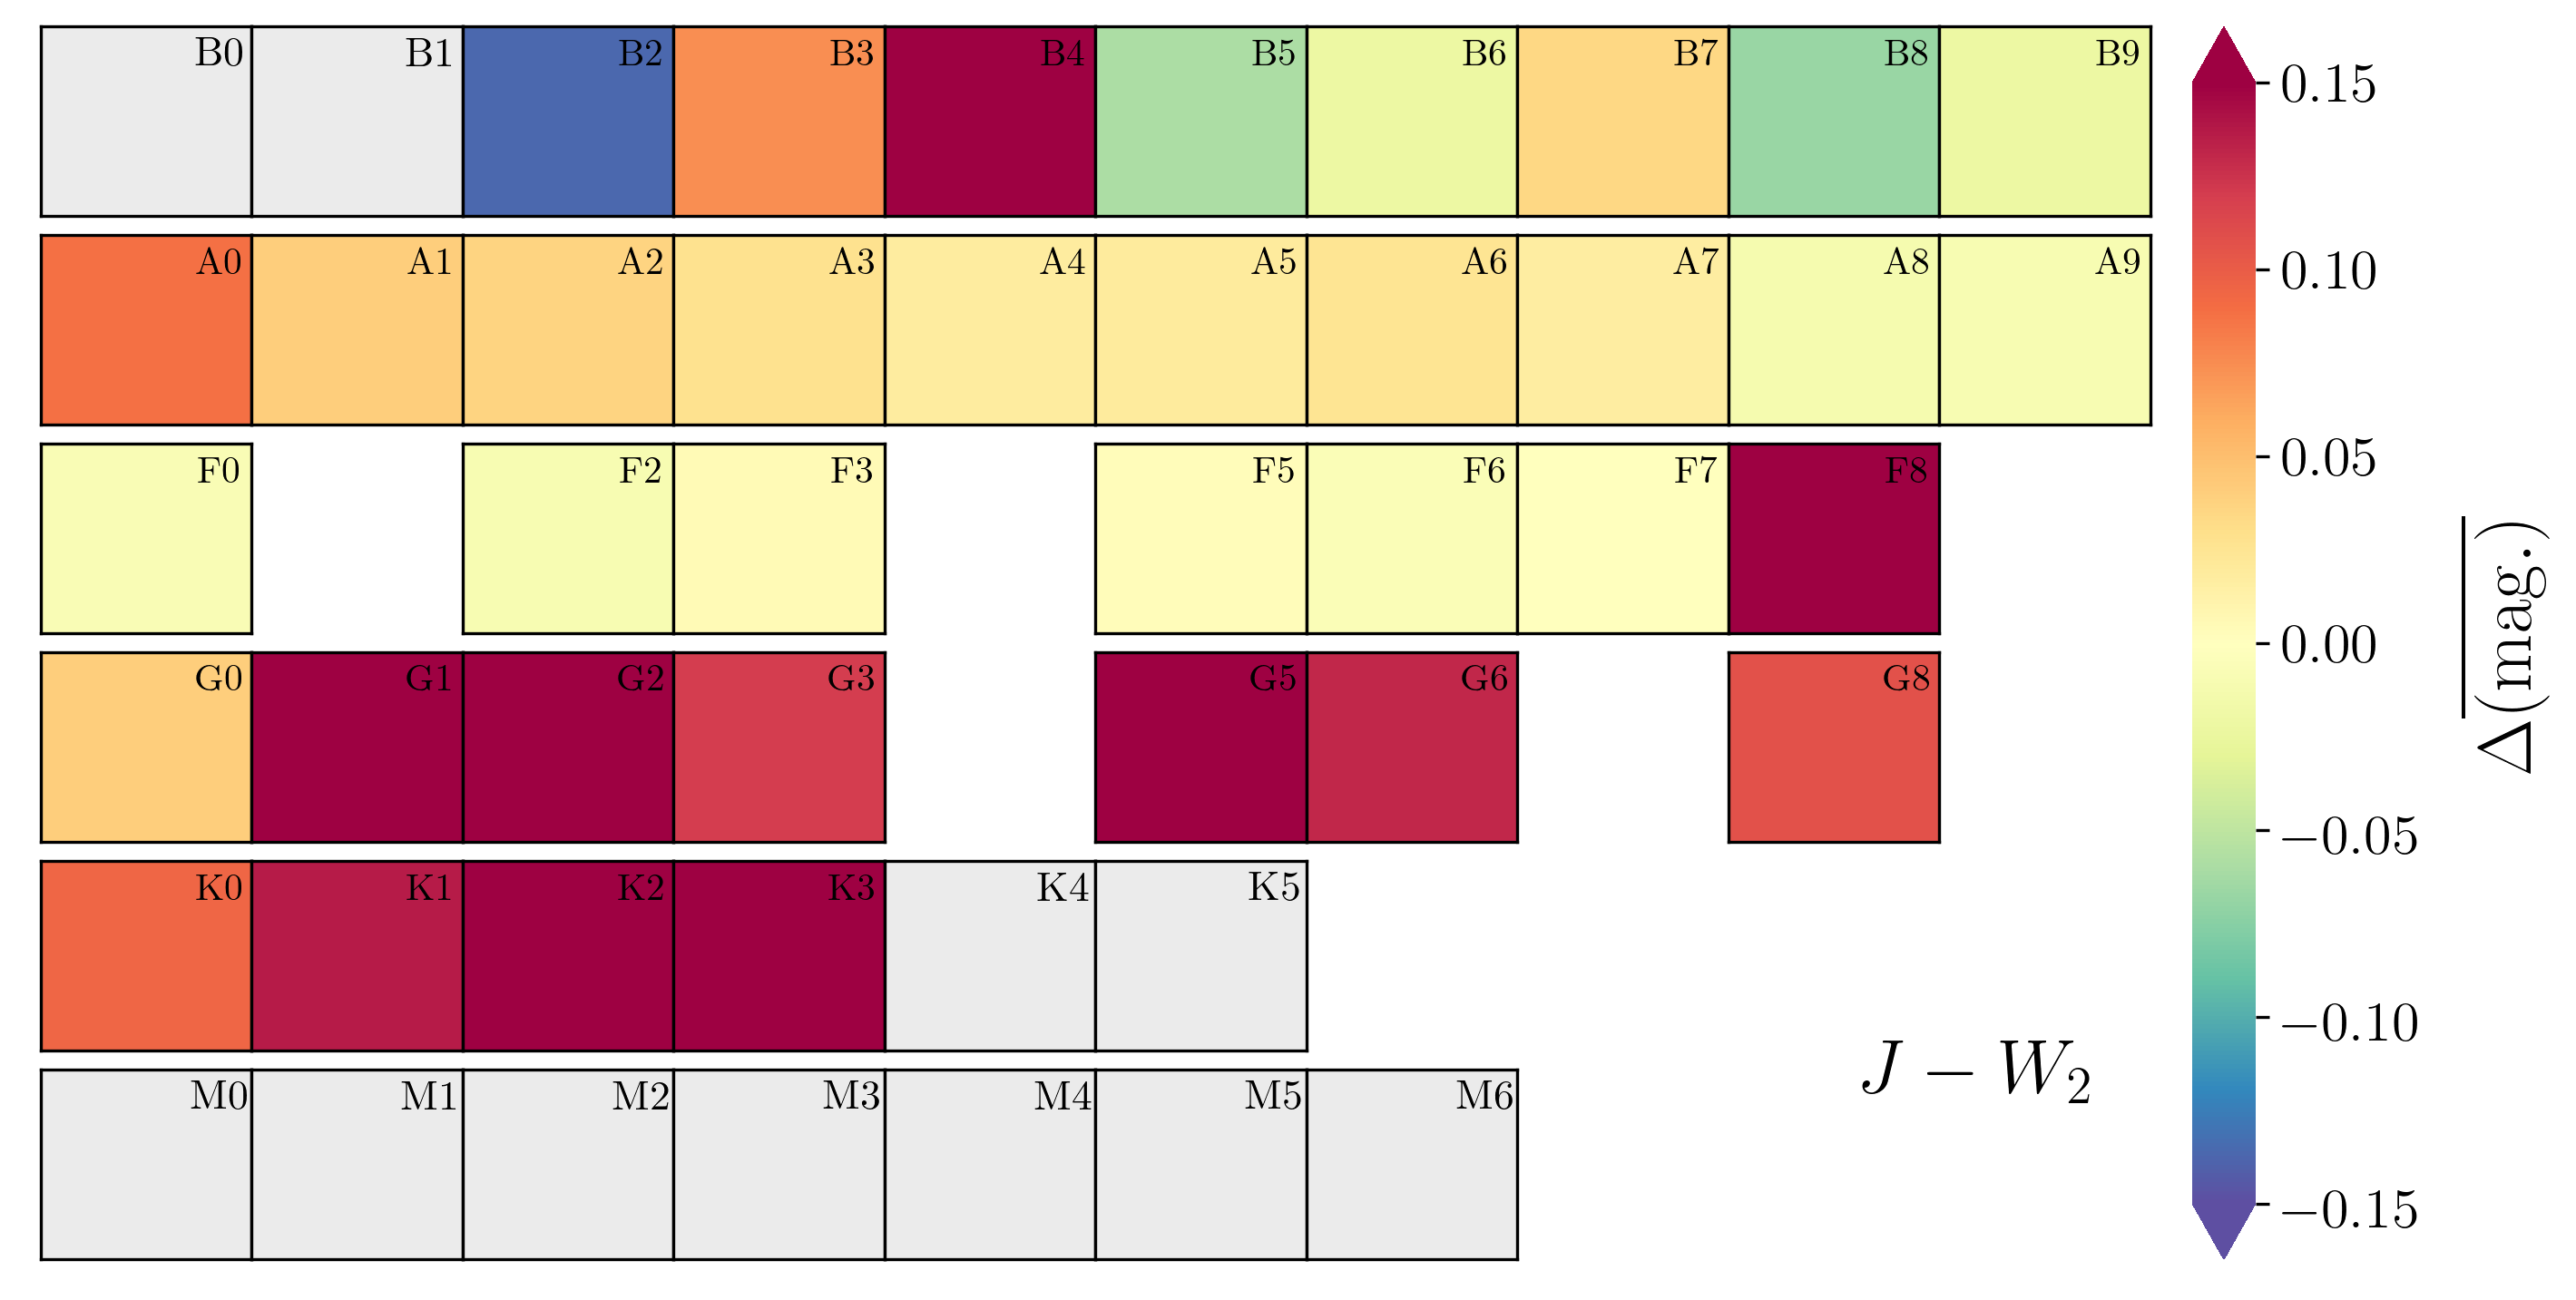 B0 B1 B2 B3 B4 B5 B6 B7 B8 B9
A0 A1 A2 A3 A4 A5 A6 A7 A8 A9
F0 F2 F3 F5 F6 F7 F8
G0 G1 G2 G3 G5 G6 G8
K0 K1 K2 K3 K4 K5
M0 M1 M2 M3 M4 M5 M6
J − W₂
0.15
0.10
0.05
0.00
−0.05
−0.10
−0.15
Δ(mag.)